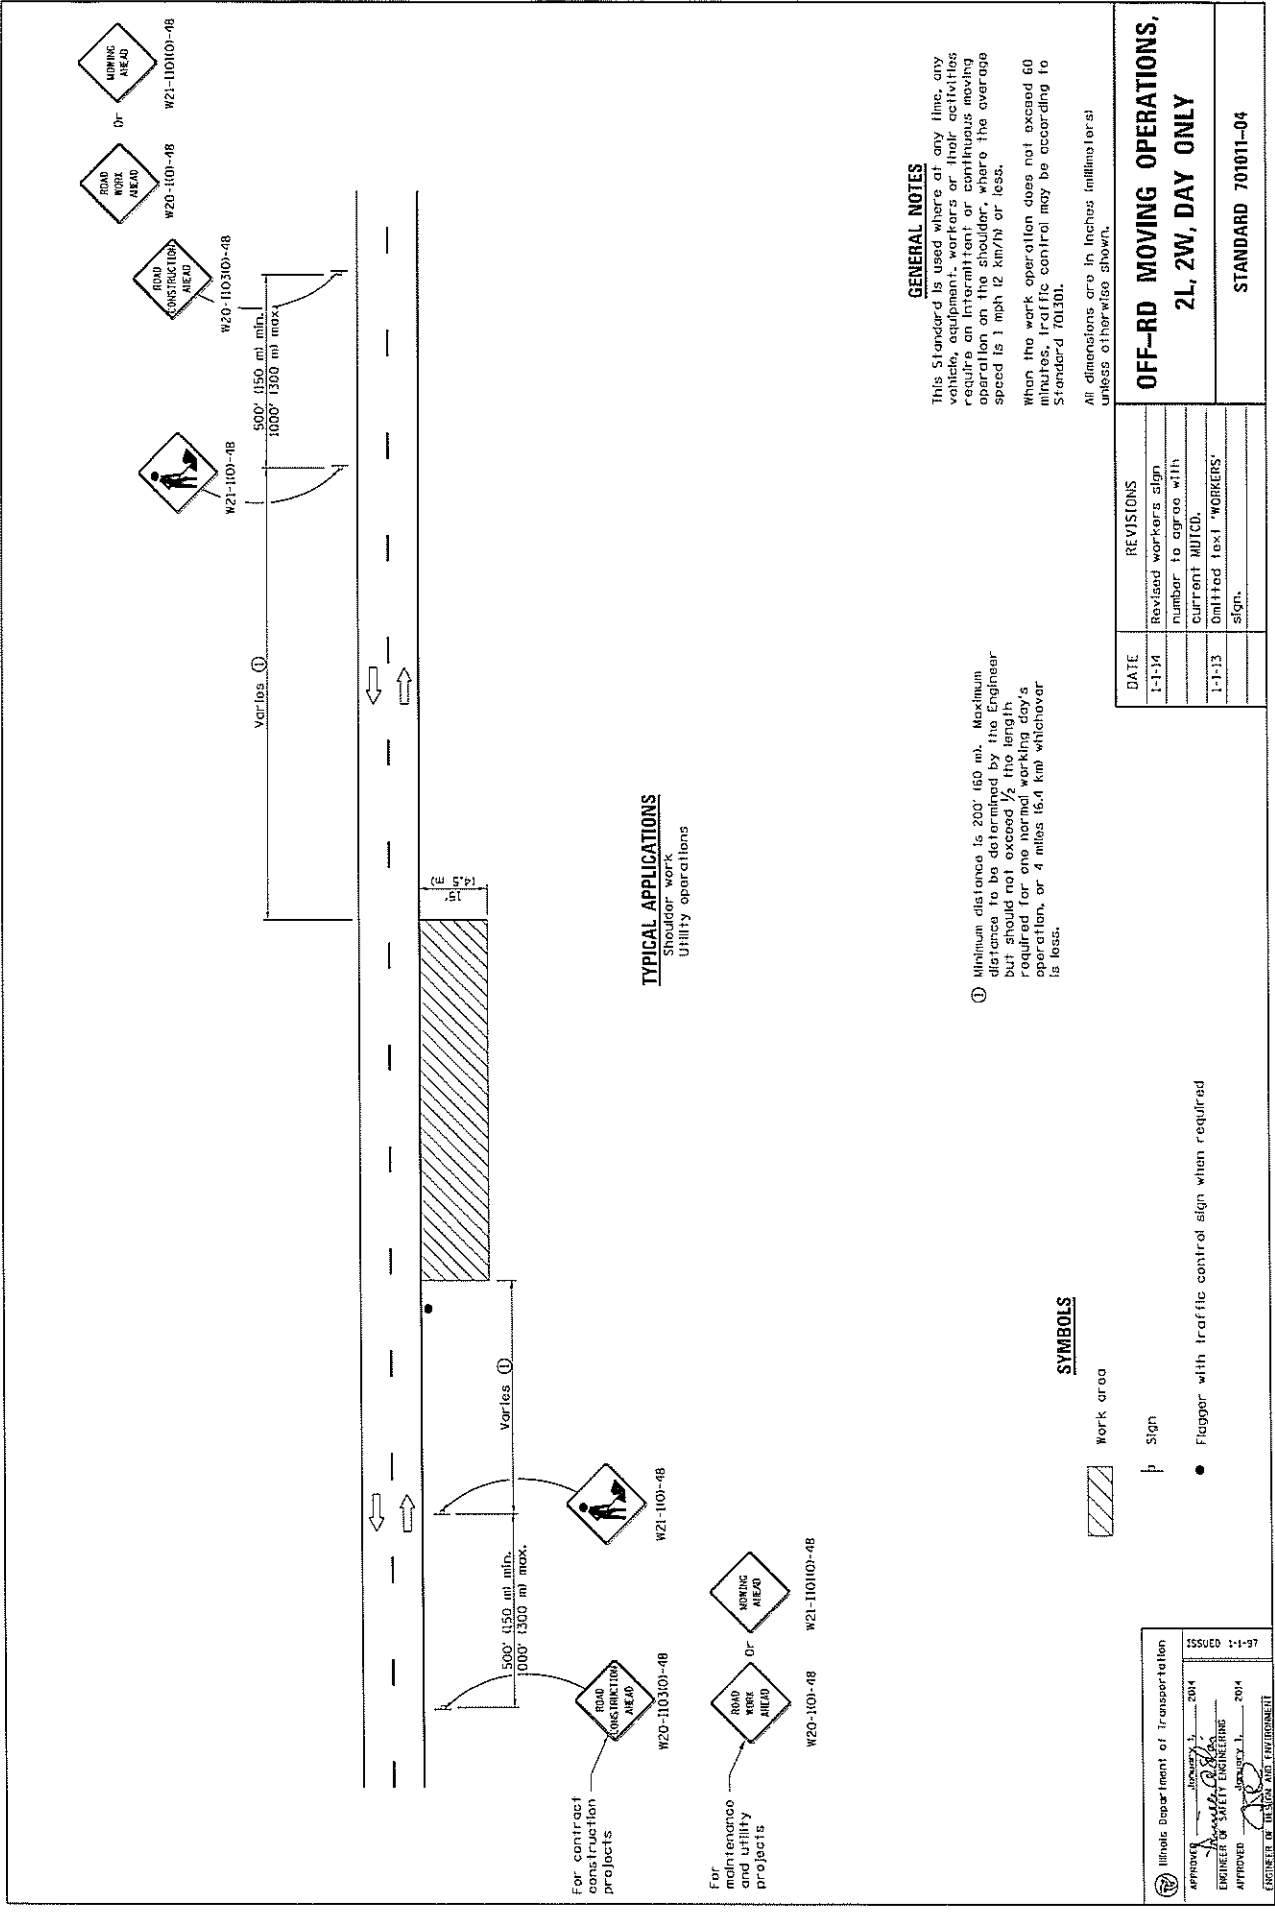 MOWING
AHEAD
W21-I101(O)-48
Or
ROAD
WORK
AHEAD
W20-1(O)-48
ROAD
CONSTRUCTION
AHEAD
W20-I103(O)-48
500' (150 m) min.
1000' (300 m) max.
W21-1(O)-48
Varies ①
15'
(4.5 m)
Varies ①
500' (150 m) min.
1000' (300 m) max.
W21-1(O)-48
For contract
construction
projects
ROAD
CONSTRUCTION
AHEAD
W20-I103(O)-48
For
maintenance
and utility
projects
ROAD
WORK
AHEAD
W20-1(O)-48
Or
MOWING
AHEAD
W21-I101(O)-48
TYPICAL APPLICATIONS
Shoulder work
Utility operations
SYMBOLS
Work area
Sign
Flagger with traffic control sign when required
① Minimum distance is 200' (60 m). Maximum
distance to be determined by the Engineer
but should not exceed ½ the length
required for one normal working day's
operation, or 4 miles (6.4 km) whichever
is less.
GENERAL NOTES
This Standard is used where at any time, any
vehicle, equipment, workers or their activities
require an intermittent or continuous moving
operation on the shoulder, where the average
speed is 1 mph (2 km/h) or less.
When the work operation does not exceed 60
minutes, traffic control may be according to
Standard 701301.
All dimensions are in inches (millimeters)
unless otherwise shown.
Illinois Department of Transportation
APPROVED January 1, 2014
ENGINEER OF SAFETY ENGINEERING
APPROVED January 1, 2014
ENGINEER OF DESIGN AND ENVIRONMENT
ISSUED 1-1-97
DATE REVISIONS
1-1-14 Revised workers sign
number to agree with
current MUTCD.
1-1-13 Omitted text 'WORKERS'
sign.
OFF-RD MOVING OPERATIONS,
2L, 2W, DAY ONLY
STANDARD 701011-04